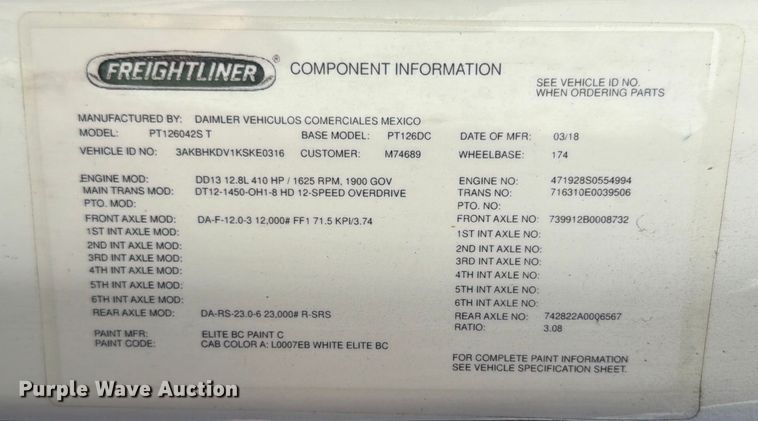 FREIGHTLINER COMPONENT INFORMATION
SEE VEHICLE ID NO.
WHEN ORDERING PARTS
MANUFACTURED BY: DAIMLER VEHICULOS COMERCIALES MEXICO
MODEL: PT126042S T BASE MODEL: PT126DC DATE OF MFR: 03/18
VEHICLE ID NO: 3AKBHKDV1KSKE0316 CUSTOMER: M74689 WHEELBASE: 174
ENGINE MOD: DD13 12.8L 410 HP / 1625 RPM, 1900 GOV ENGINE NO: 471928S0554994
MAIN TRANS MOD: DT12-1450-OH1-8 HD 12-SPEED OVERDRIVE TRANS NO: 716310E0039506
PTO. MOD: PTO. NO:
FRONT AXLE MOD: DA-F-12.0-3 12,000# FF1 71.5 KPI/3.74 FRONT AXLE NO: 739912B0008732
1ST INT AXLE MOD: 1ST INT AXLE NO:
2ND INT AXLE MOD: 2ND INT AXLE NO:
3RD INT AXLE MOD: 3RD INT AXLE NO:
4TH INT AXLE MOD: 4TH INT AXLE NO:
5TH INT AXLE MOD: 5TH INT AXLE NO:
6TH INT AXLE MOD: 6TH INT AXLE NO:
REAR AXLE MOD: DA-RS-23.0-6 23,000# R-SRS REAR AXLE NO: 742822A0006567
RATIO: 3.08
PAINT MFR: ELITE BC PAINT C
PAINT CODE: CAB COLOR A: L0007EB WHITE ELITE BC
FOR COMPLETE PAINT INFORMATION
SEE VEHICLE SPECIFICATION SHEET.
Purple Wave Auction